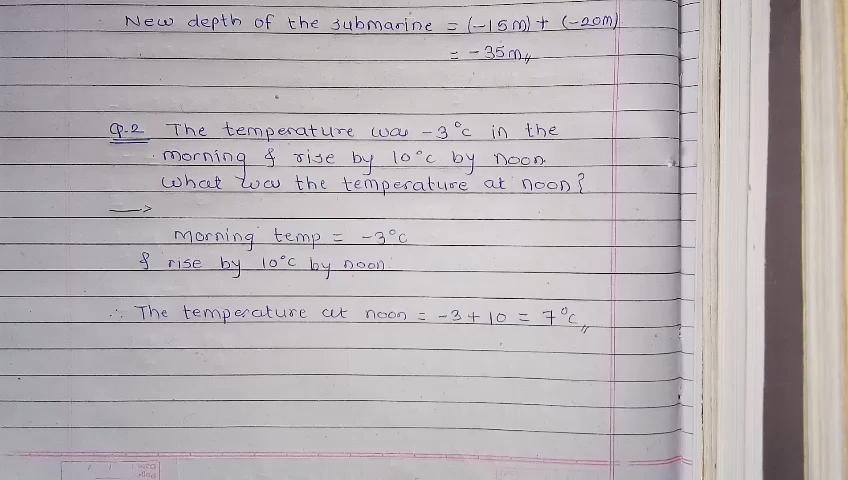 New depth of the submarine = (-15m) + (-20m)
= -35m,,
Q.2 The temperature was -3°c in the
morning & rise by 10°c by noon.
What was the temperature at noon?
→
Morning temp = -3°c
& rise by 10°c by noon
∴ The temperature at noon = -3 + 10 = 7°c,,